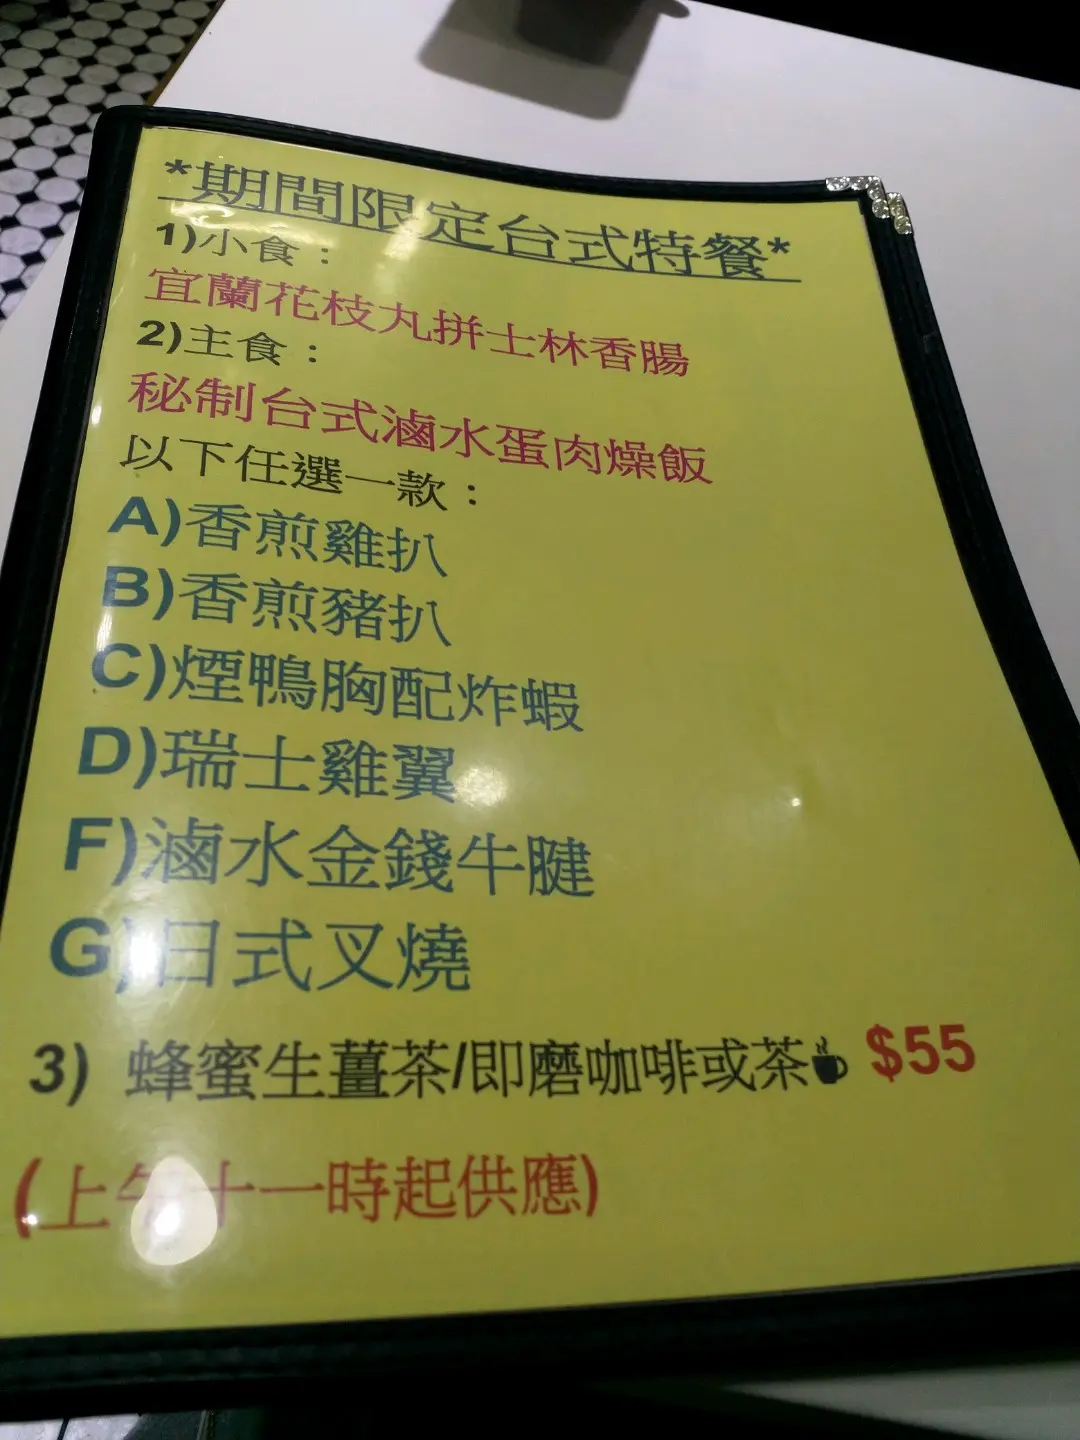 *期間限定台式特餐*
1)小食：
宜蘭花枝丸拼士林香腸
2)主食：
秘制台式滷水蛋肉燥飯
以下任選一款：
A)香煎雞扒
B)香煎豬扒
C)煙鴨胸配炸蝦
D)瑞士雞翼
F)滷水金錢牛腱
G)日式叉燒
3) 蜂蜜生薑茶/即磨咖啡或茶 $55
(上午十一時起供應)